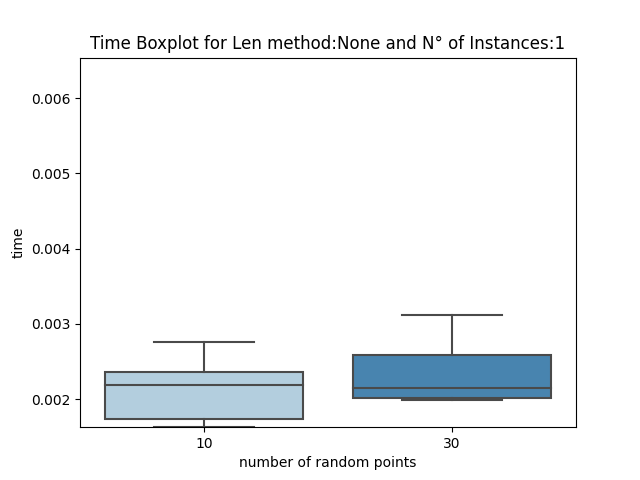 Time Boxplot for Len method:None and N° of Instances:1
0.006
0.005
0.004
0.003
0.002
time
10 30
number of random points